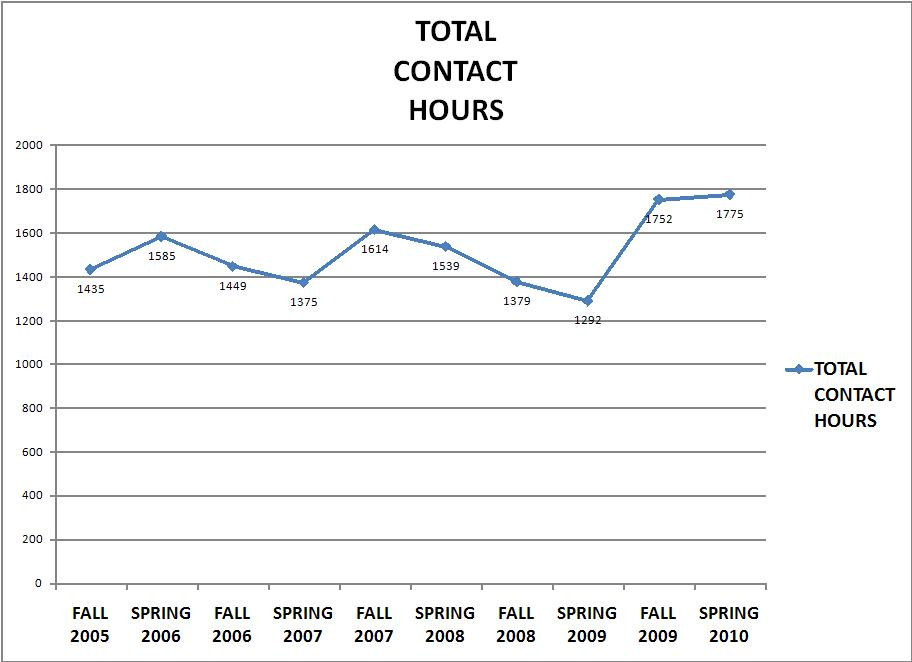 TOTAL
CONTACT
HOURS
2000
1800
1600
1400
1200
1000
800
600
400
200
0
1435
1585
1449
1375
1614
1539
1379
1292
1752
1775
FALL SPRING FALL SPRING FALL SPRING FALL SPRING FALL SPRING
2005 2006 2006 2007 2007 2008 2008 2009 2009 2010
TOTAL
CONTACT
HOURS